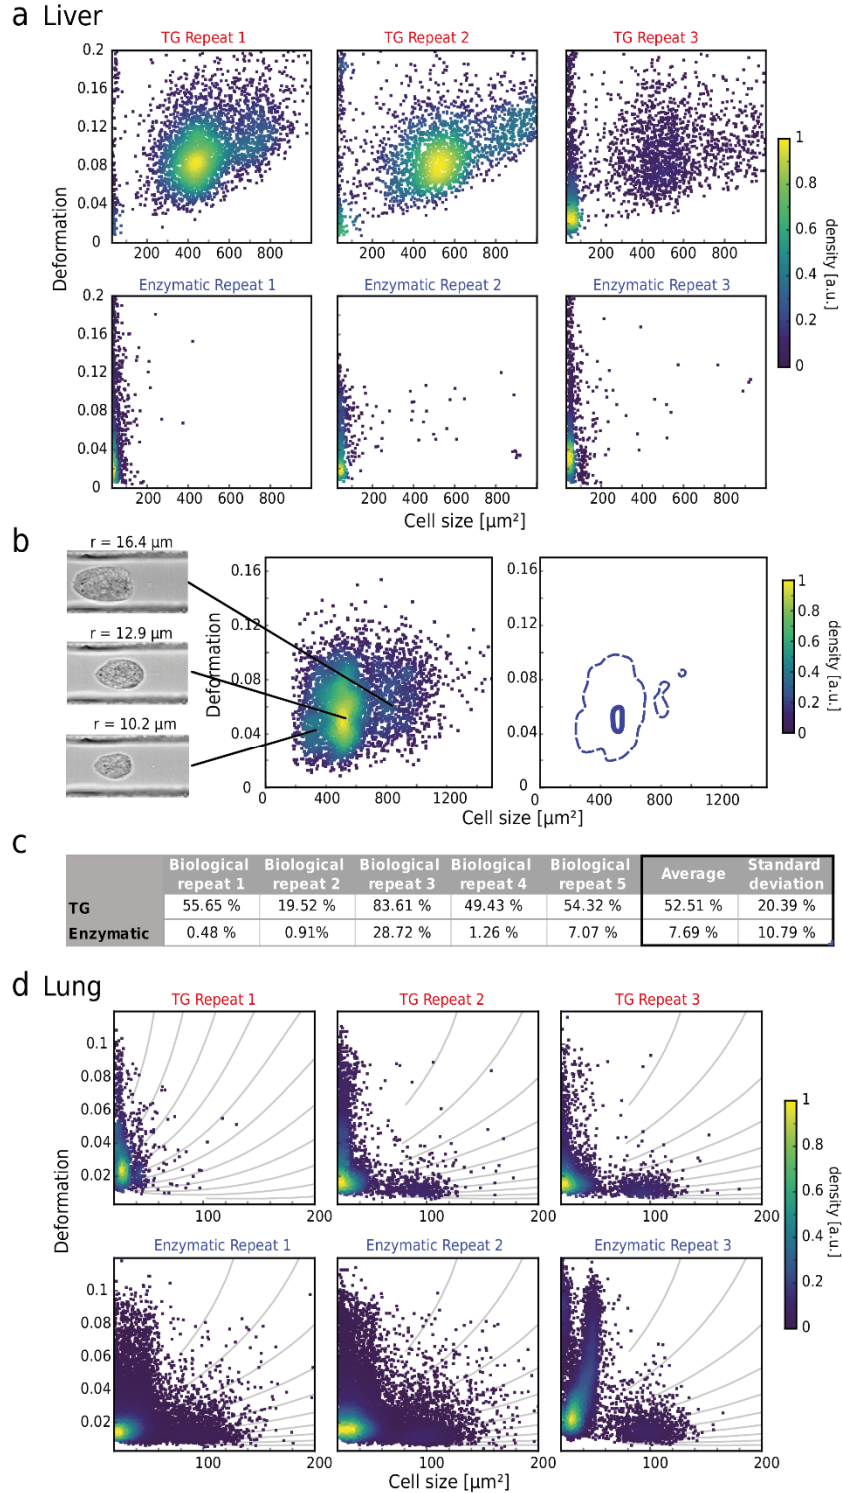 a Liver
TG Repeat 1
TG Repeat 2
TG Repeat 3
0.2
0.16
0.12
0.08
0.04
0
200 400 600 800
200 400 600 800
200 400 600 800
Deformation
1
0.8
0.6
0.4
0.2
0
density [a.u.]
Enzymatic Repeat 1
Enzymatic Repeat 2
Enzymatic Repeat 3
0.2
0.16
0.12
0.08
0.04
0
200 400 600 800
200 400 600 800
200 400 600 800
Cell size [µm²]
b
r = 16.4 µm
r = 12.9 µm
r = 10.2 µm
Deformation
0.16
0.12
0.08
0.04
0
0 400 800 1200
0.16
0.12
0.08
0.04
0
0 400 800 1200
Cell size [µm²]
1
0.8
0.6
0.4
0.2
0
density [a.u.]
c
Biological repeat 1 Biological repeat 2 Biological repeat 3 Biological repeat 4 Biological repeat 5 Average Standard deviation
TG 55.65 % 19.52 % 83.61 % 49.43 % 54.32 % 52.51 % 20.39 %
Enzymatic 0.48 % 0.91% 28.72 % 1.26 % 7.07 % 7.69 % 10.79 %
d Lung
TG Repeat 1
TG Repeat 2
TG Repeat 3
0.1
0.08
0.06
0.04
0.02
100 200
100 200
100 200
Deformation
1
0.8
0.6
0.4
0.2
0
density [a.u.]
Enzymatic Repeat 1
Enzymatic Repeat 2
Enzymatic Repeat 3
0.1
0.08
0.06
0.04
0.02
100 200
100 200
100 200
Cell size [µm²]